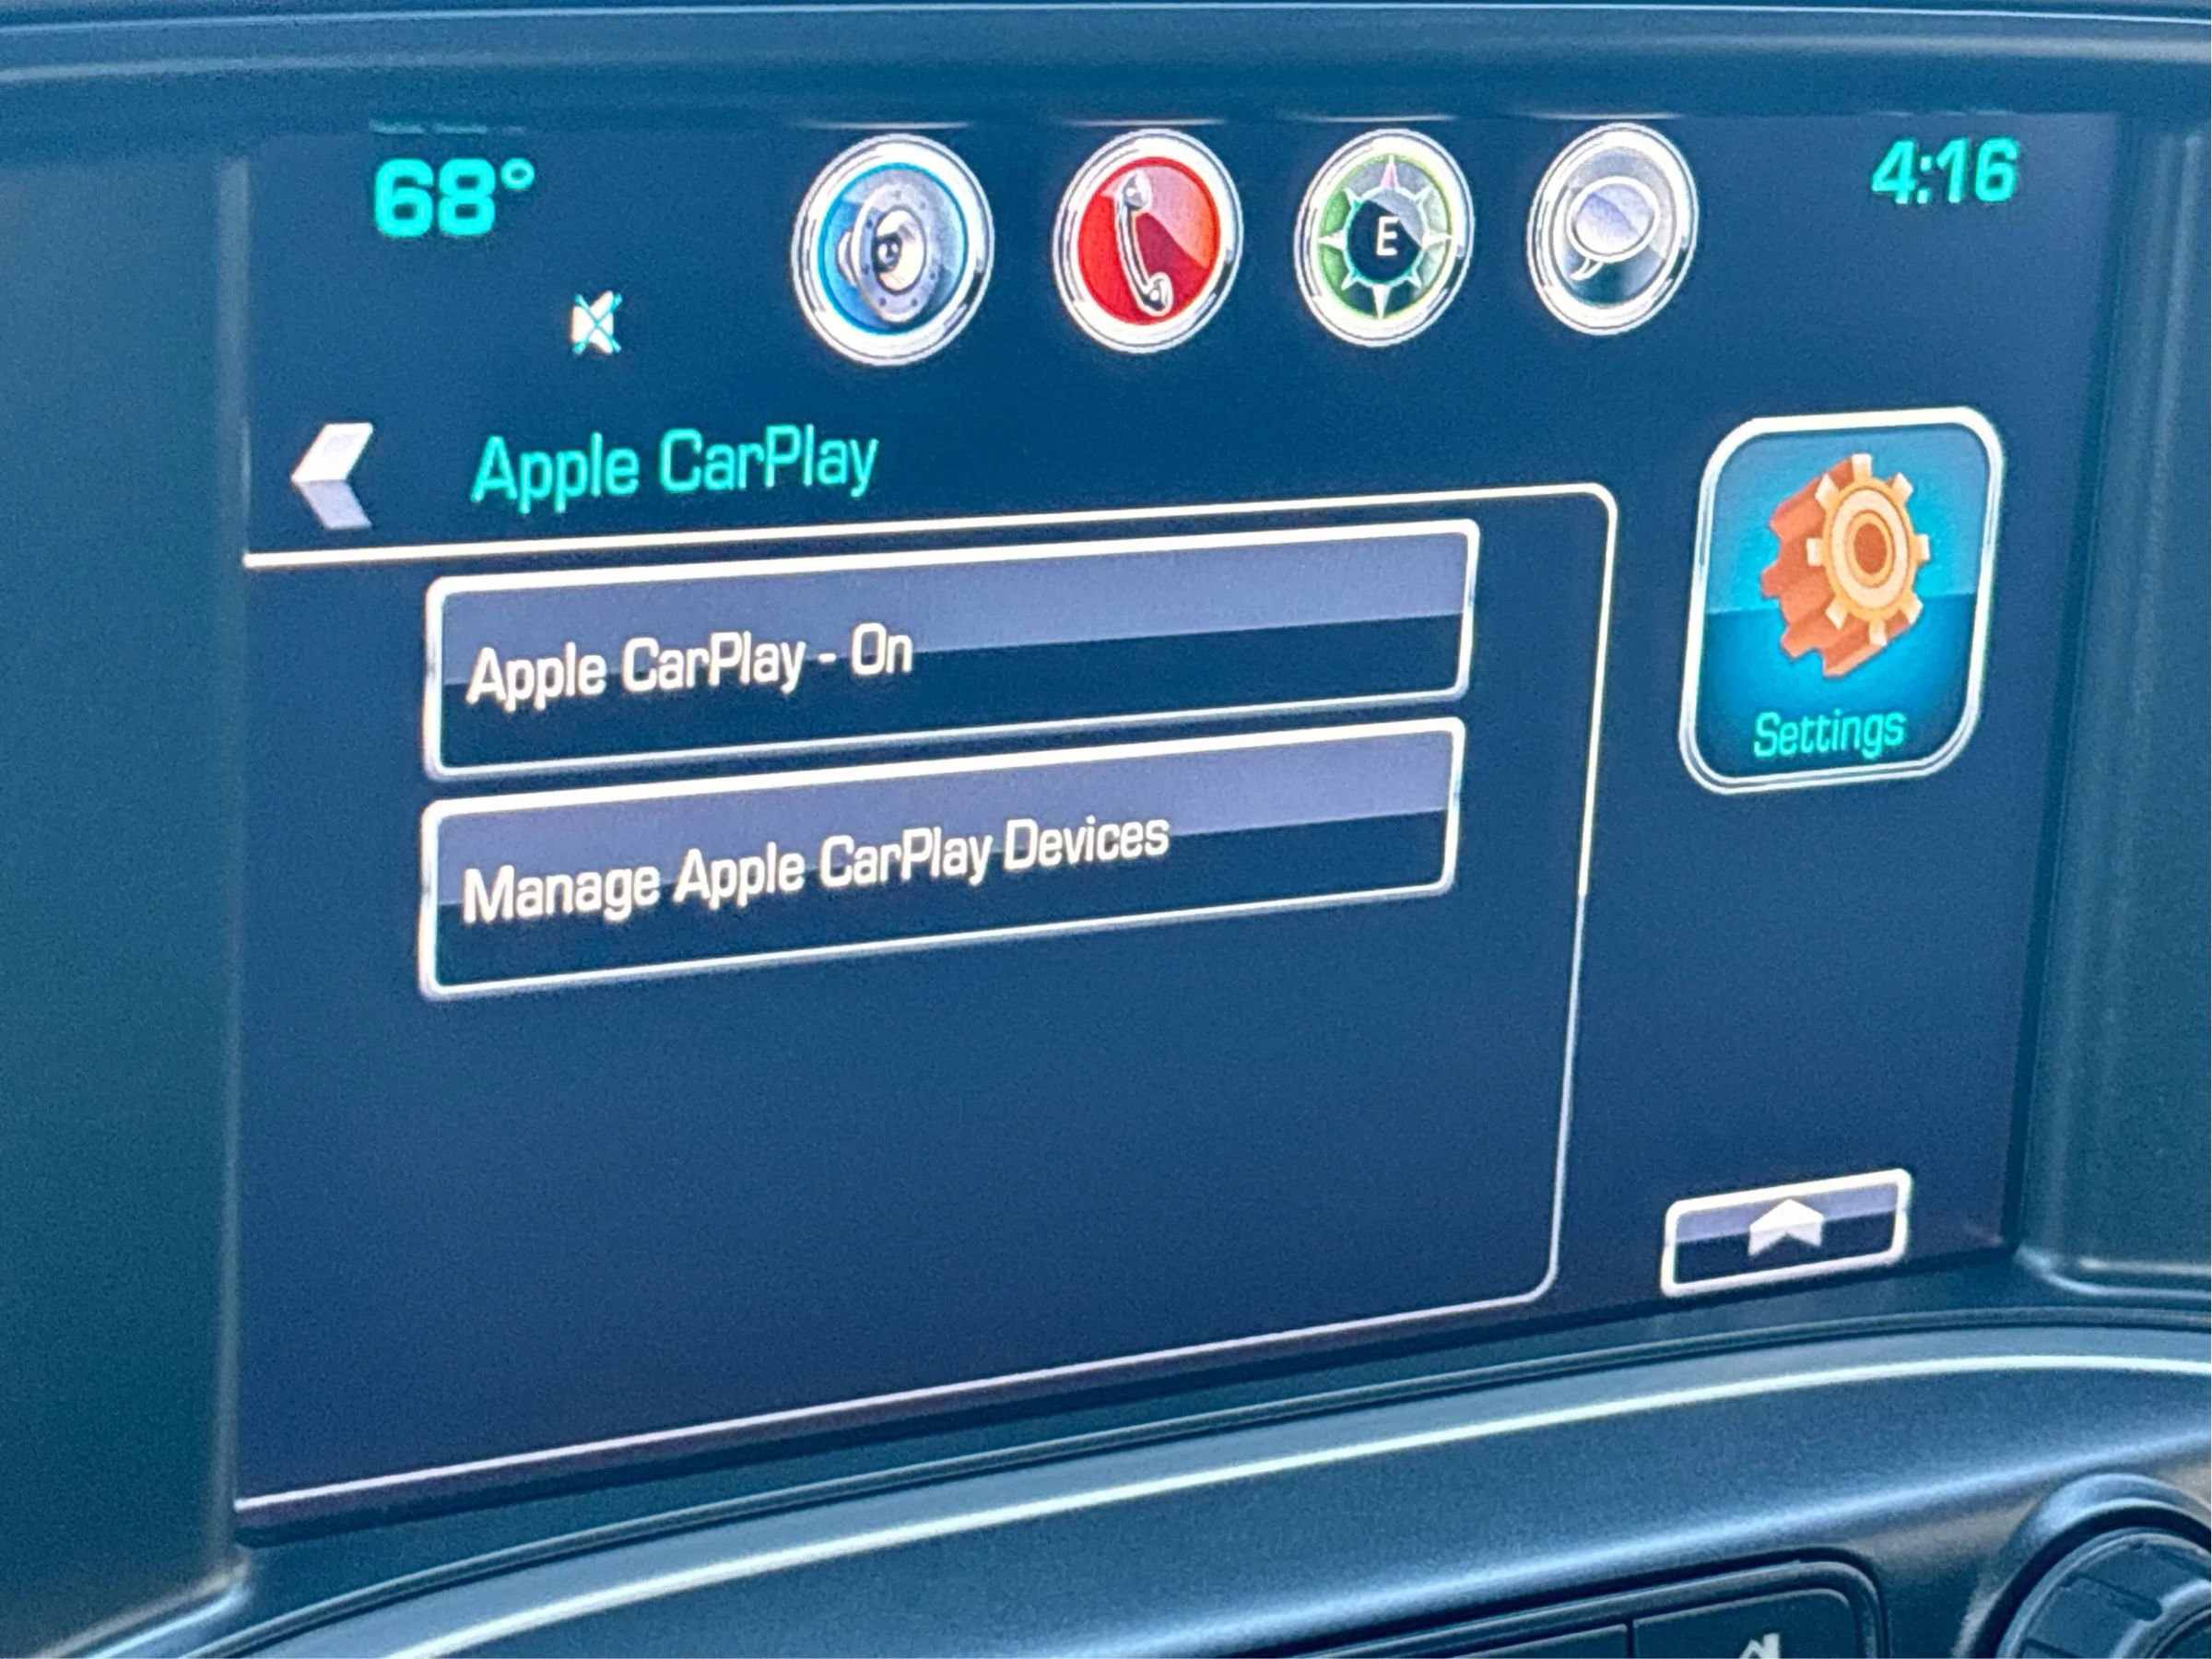 68°
E
4:16
Apple CarPlay
Apple CarPlay - On
Manage Apple CarPlay Devices
Settings